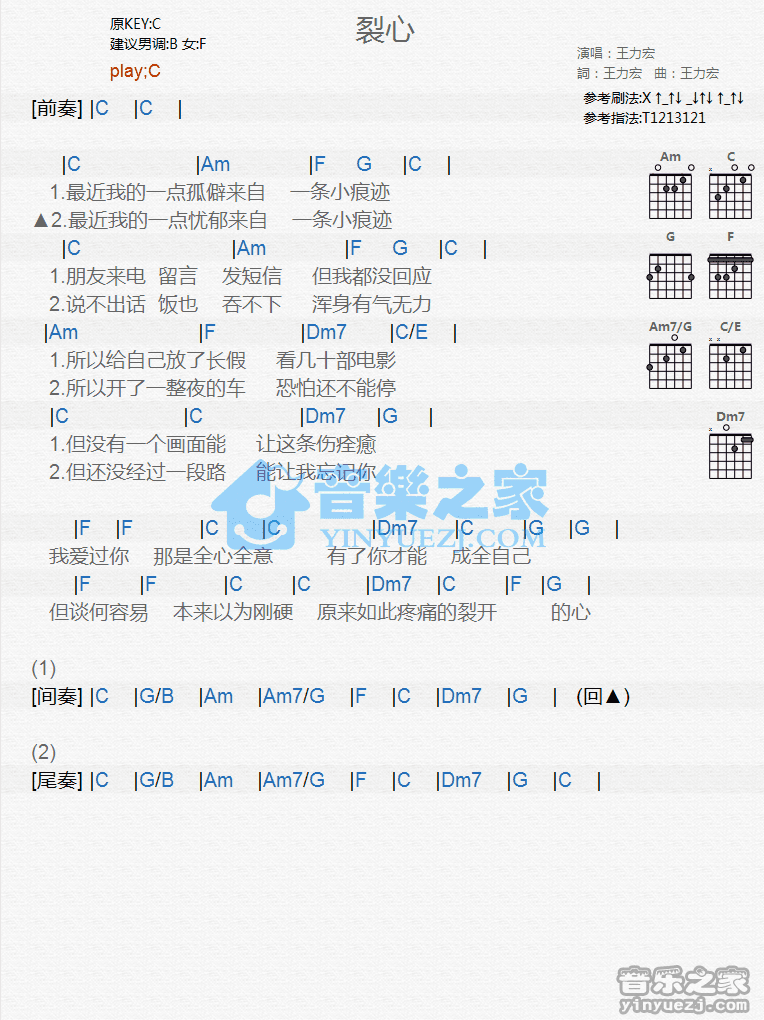 原KEY:C
裂心
建议男调:B 女:F
演唱：王力宏
play;C
詞：王力宏 曲：王力宏
参考刷法:X ↑_↑↓ _↓↑↓ ↑_↑↓
参考指法:T1213121
[前奏] |C |C |
|C |Am |F G |C |
1.最近我的一点孤僻来自 一条小痕迹
▲2.最近我的一点忧郁来自 一条小痕迹
|C |Am |F G |C |
1.朋友来电 留言 发短信 但我都没回应
2.说不出话 饭也 吞不下 浑身有气无力
|Am |F |Dm7 |C/E |
1.所以给自己放了长假 看几十部电影
2.所以开了一整夜的车 恐怕还不能停
|C |C |Dm7 |G |
1.但没有一个画面能 让这条伤痊癒
2.但还没经过一段路 能让我忘记你
|F |F |C |C |Dm7 |C |G |G |
我爱过你 那是全心全意 有了你才能 成全自己
|F |F |C |C |Dm7 |C |F |G |
但谈何容易 本来以为刚硬 原来如此疼痛的裂开 的心
(1)
[间奏] |C |G/B |Am |Am7/G |F |C |Dm7 |G | (回▲)
(2)
[尾奏] |C |G/B |Am |Am7/G |F |C |Dm7 |G |C |
Am C
G F
Am7/G C/E
Dm7
音樂之家
YINYUEZJ.COM
音乐之家
yinyuezj.com